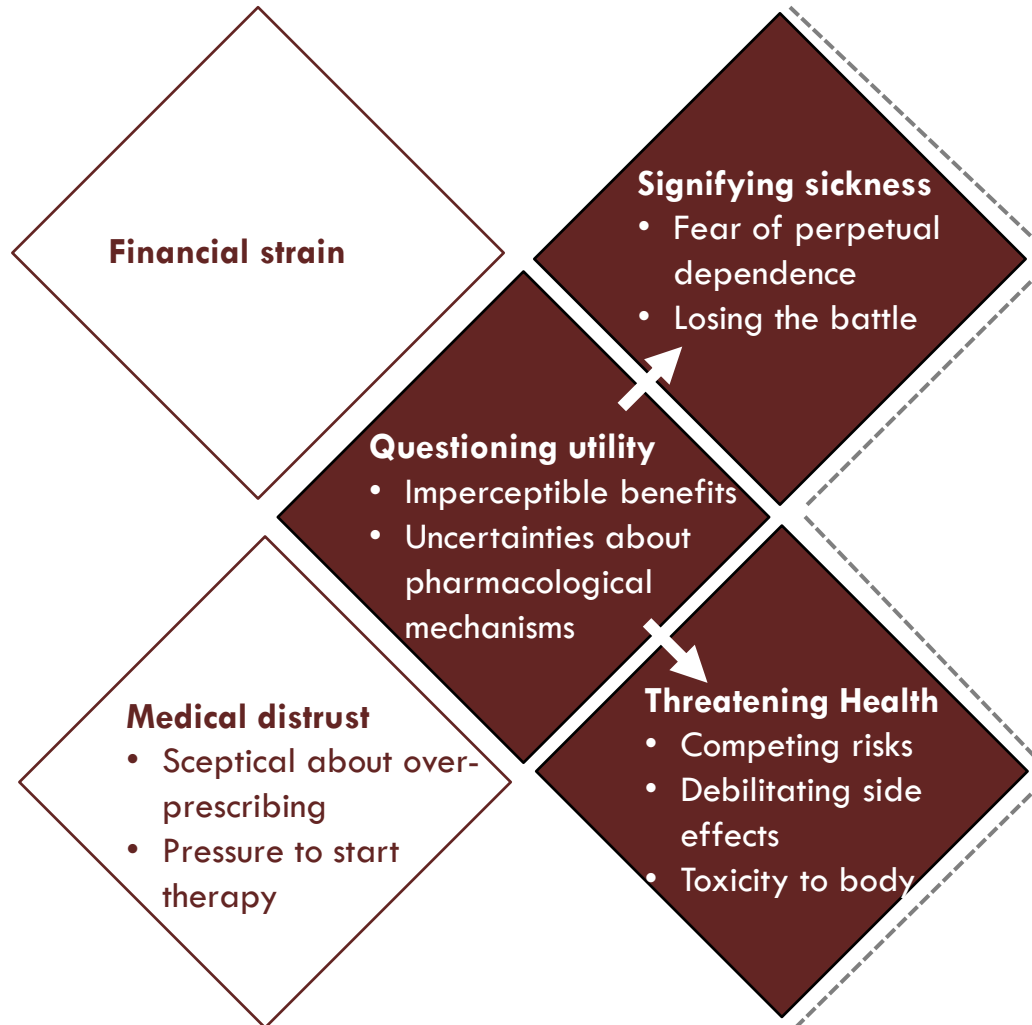 Financial strain
Signifying sickness
• Fear of perpetual
dependence
• Losing the battle
Questioning utility
• Imperceptible benefits
• Uncertainties about
pharmacological
mechanisms
Medical distrust
• Sceptical about over-
prescribing
• Pressure to start
therapy
Threatening Health
• Competing risks
• Debilitating side
effects
• Toxicity to body